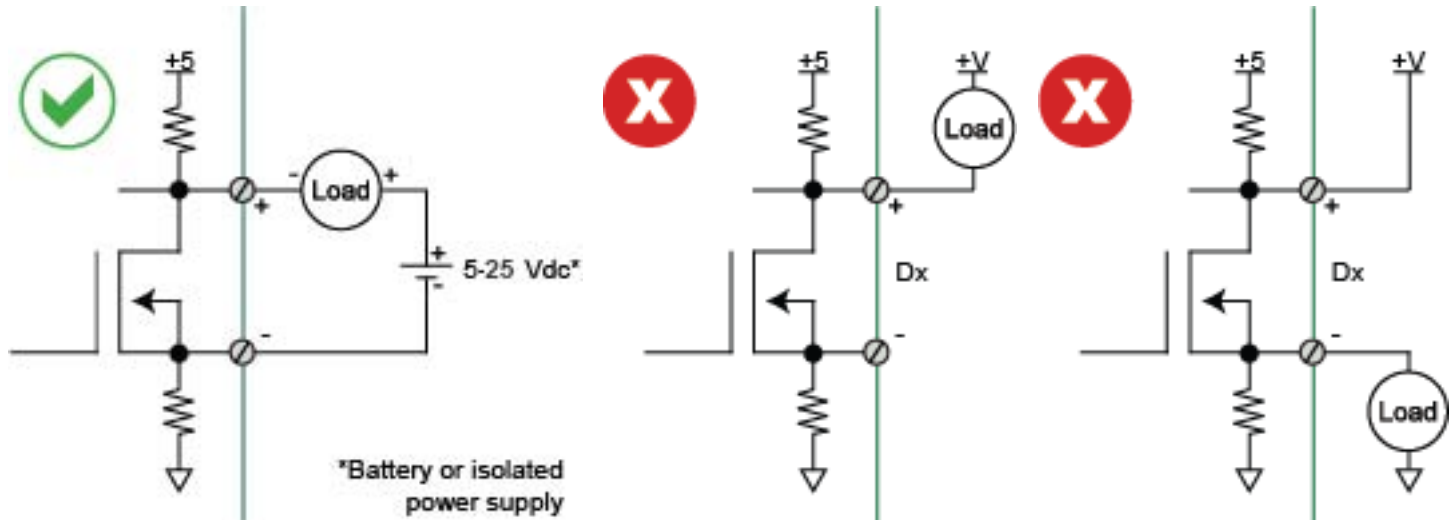 +5
- Load +
+
+
5-25 Vdc*
-
-
*Battery or isolated
power supply
X
+5
+V
Load
+
Dx
-
X
+5
+V
+
Dx
-
Load